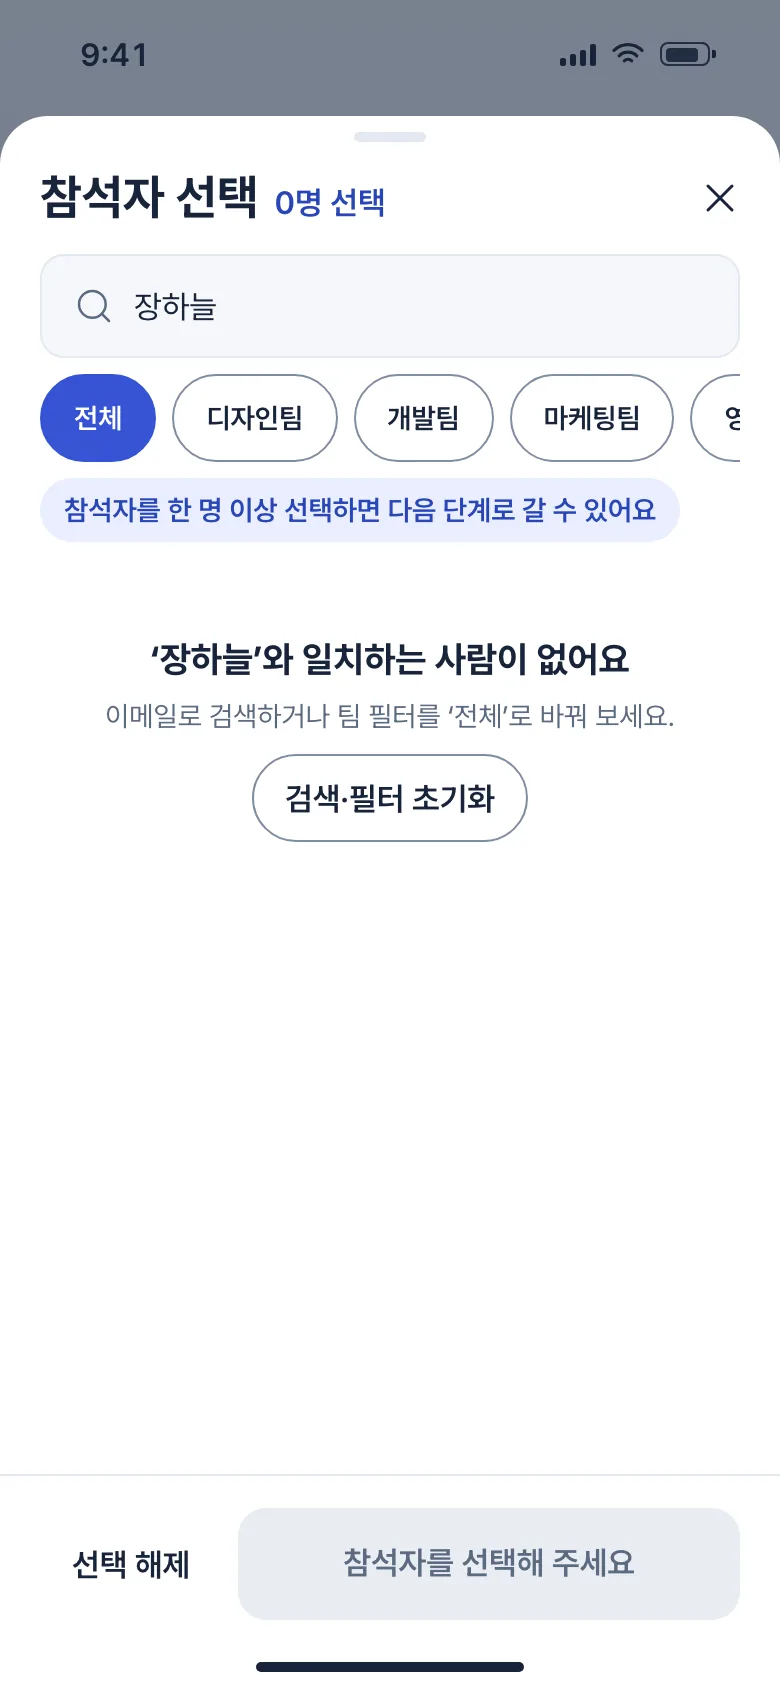 9:41
참석자 선택 0명 선택
장하늘
전체 디자인팀 개발팀 마케팅팀
참석자를 한 명 이상 선택하면 다음 단계로 갈 수 있어요
‘장하늘’와 일치하는 사람이 없어요
이메일로 검색하거나 팀 필터를 ‘전체’로 바꿔 보세요.
검색·필터 초기화
선택 해제 참석자를 선택해 주세요